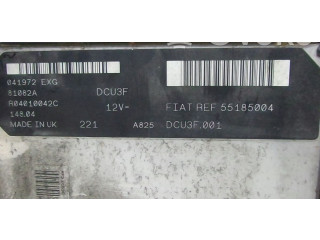 041972 EXG
81082A DCU3F
R04010042C 12V- FIAT REF 55185004
148.04
MADE IN UK 221 A825 DCU3F.001